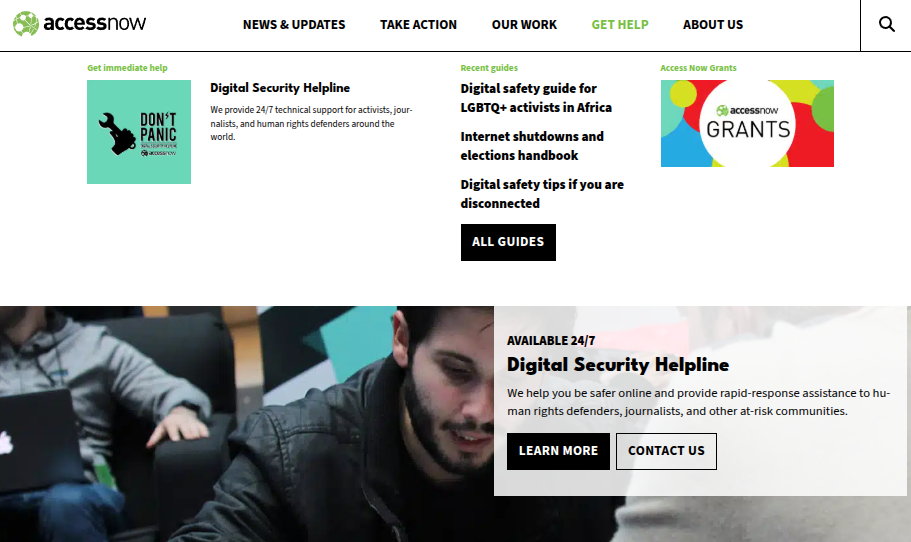 accessnow
NEWS & UPDATES
TAKE ACTION
OUR WORK
GET HELP
ABOUT US
Get immediate help
DON'T
PANIC
accessnow
Digital Security Helpline
We provide 24/7 technical support for activists, jour-
nalists, and human rights defenders around the
world.
Recent guides
Digital safety guide for
LGBTQ+ activists in Africa
Internet shutdowns and
elections handbook
Digital safety tips if you are
disconnected
ALL GUIDES
Access Now Grants
accessnow
GRANTS
AVAILABLE 24/7
Digital Security Helpline
We help you be safer online and provide rapid-response assistance to hu-
man rights defenders, journalists, and other at-risk communities.
LEARN MORE
CONTACT US